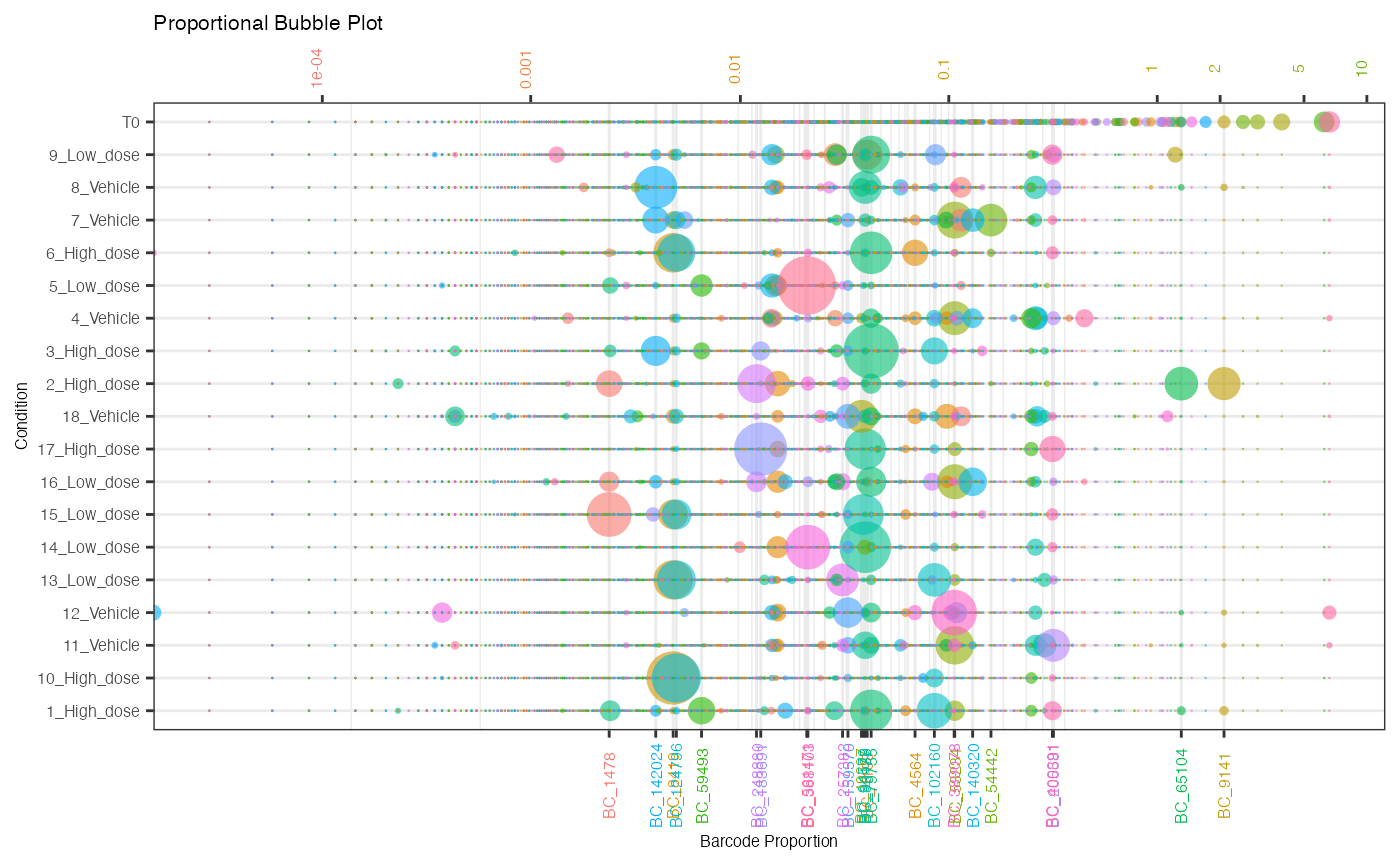 Proportional Bubble Plot
1e-04
0.001
0.01
0.1
1
2
5
10
T0
9_Low_dose
8_Vehicle
7_Vehicle
6_High_dose
5_Low_dose
4_Vehicle
3_High_dose
2_High_dose
18_Vehicle
17_High_dose
16_Low_dose
15_Low_dose
14_Low_dose
13_Low_dose
12_Vehicle
11_Vehicle
10_High_dose
1_High_dose
Condition
BC_1478
BC_142024
BC_59493
BC_4564
BC_102160
BC_140320
BC_54442
BC_65104
BC_9141
Barcode Proportion